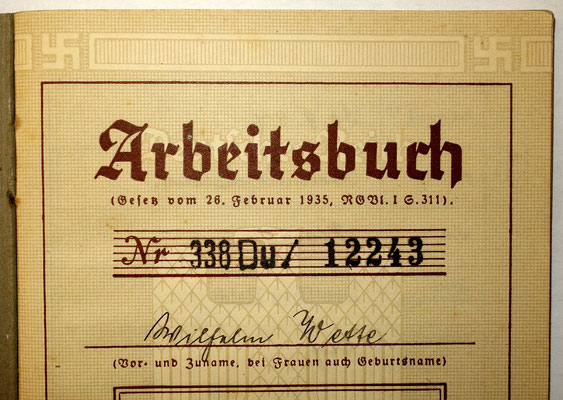 Arbeitsbuch
(Gesetz vom 26. Februar 1935, RGBl. I S. 311).
Nr 338 Du/ 12243
Wilhelm Wette
(Vor- und Zuname, bei Frauen auch Geburtsname)